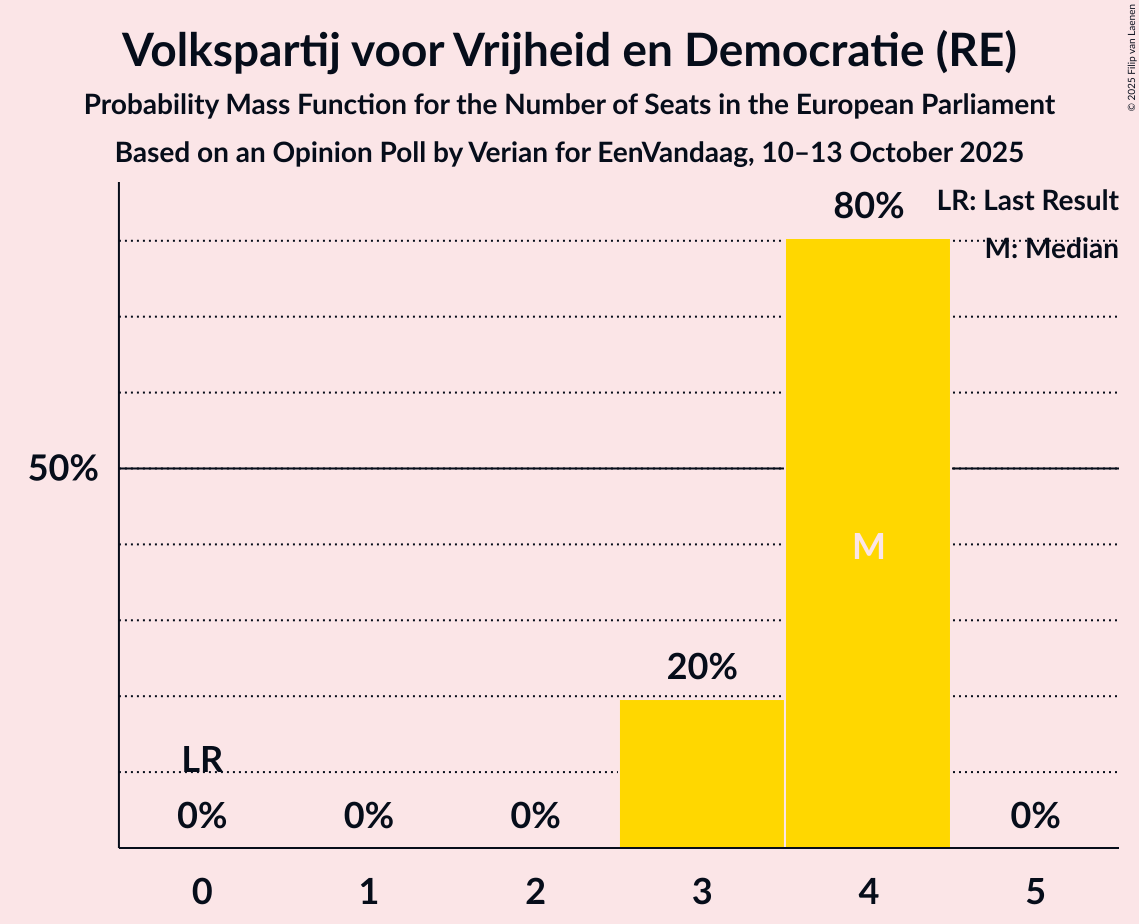 Volkspartij voor Vrijheid en Democratie (RE)
Probability Mass Function for the Number of Seats in the European Parliament
Based on an Opinion Poll by Verian for EenVandaag, 10–13 October 2025
© 2025 Filip van Laenen
80%
LR: Last Result
M: Median
50%
M
20%
LR
0%
0%
0%
0%
0
1
2
3
4
5